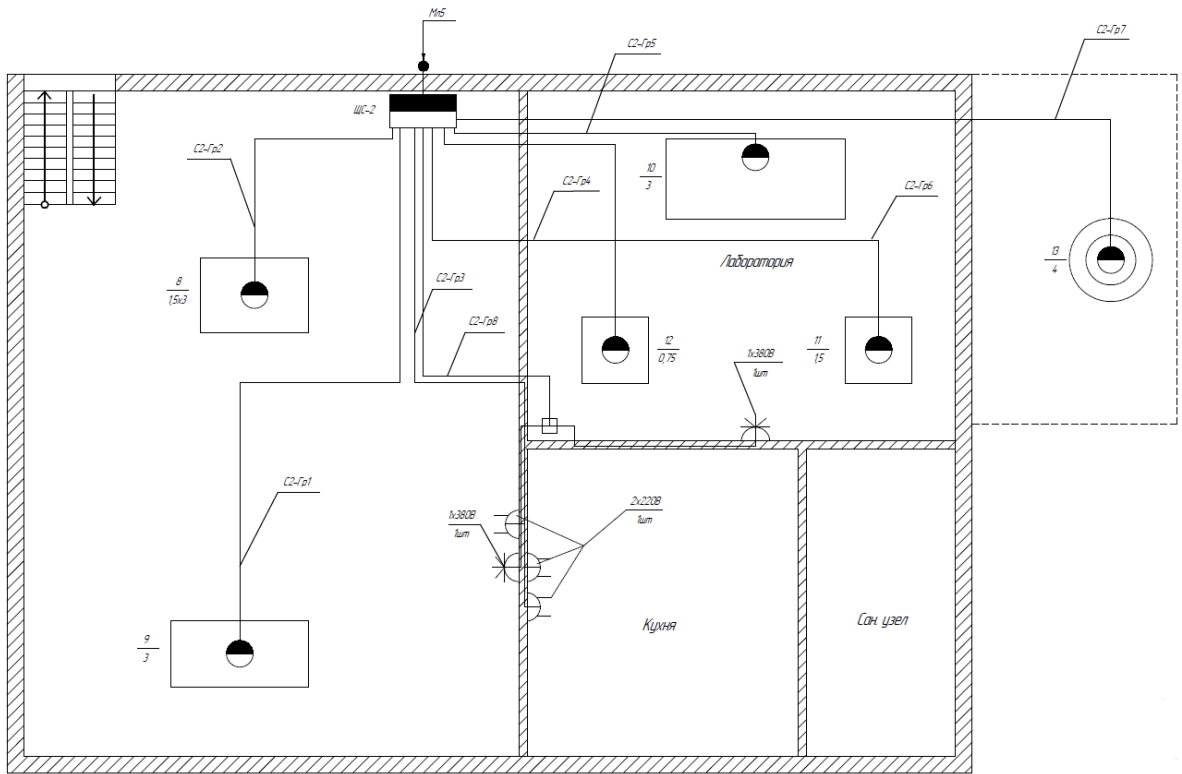 Мп5
С2-Гр5
С2-Гр7
ЩС-2
С2-Гр2
10
3
С2-Гр4
С2-Гр6
Лаборатория
13
4
8
1,5х3
С2-Гр3
С2-Гр8
12
0,75
11
1,5
1х380В
1шт
С2-Гр1
1х380В
1шт
2х220В
1шт
9
3
Кухня
Сан. узел